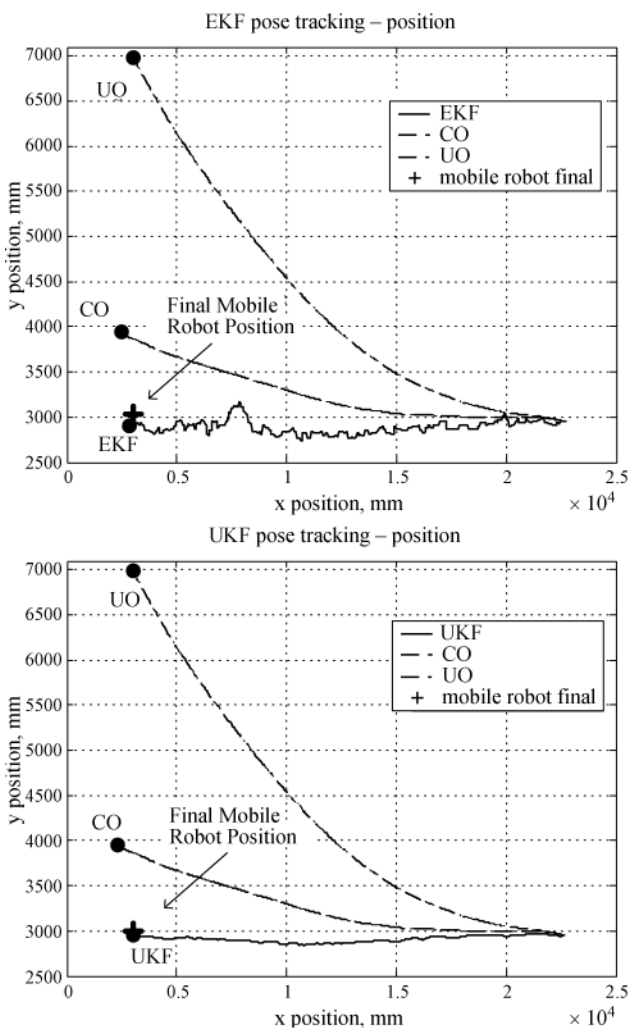 EKF pose tracking – position
7000
6500
6000
5500
5000
4500
4000
3500
3000
2500
y position, mm
UO
EKF
CO
UO
mobile robot final
CO
Final Mobile
Robot Position
EKF
0 0.5 1 1.5 2 2.5
x position, mm
× 10⁴
UKF pose tracking – position
7000
6500
6000
5500
5000
4500
4000
3500
3000
2500
y position, mm
UO
UKF
CO
UO
mobile robot final
CO
Final Mobile
Robot Position
UKF
0 0.5 1 1.5 2 2.5
x position, mm
× 10⁴